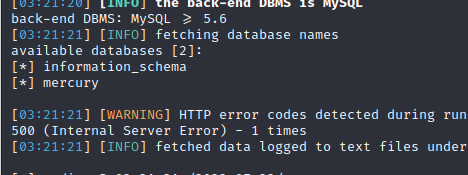 [03:21:20] [INFO] the back-end DBMS is MySQL
back-end DBMS: MySQL ≥ 5.6
[03:21:21] [INFO] fetching database names
available databases [2]:
[*] information_schema
[*] mercury
[03:21:21] [WARNING] HTTP error codes detected during run
500 (Internal Server Error) - 1 times
[03:21:21] [INFO] fetched data logged to text files under